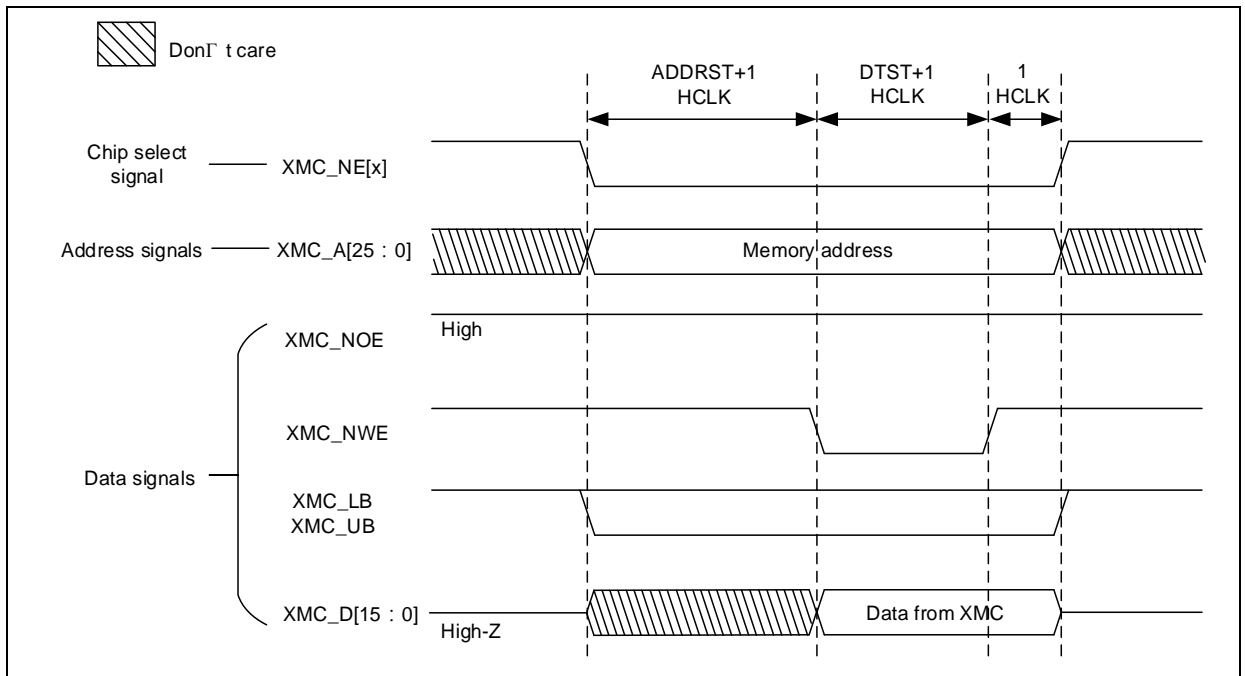 DonΓ t care
ADDRST+1
HCLK
DTST+1
HCLK
1
HCLK
Chip select
signal
XMC_NE[x]
Address signals
XMC_A[25：0]
Memory address
XMC_NOE
High
XMC_NWE
Data signals
XMC_LB
XMC_UB
XMC_D[15：0]
High-Z
Data from XMC